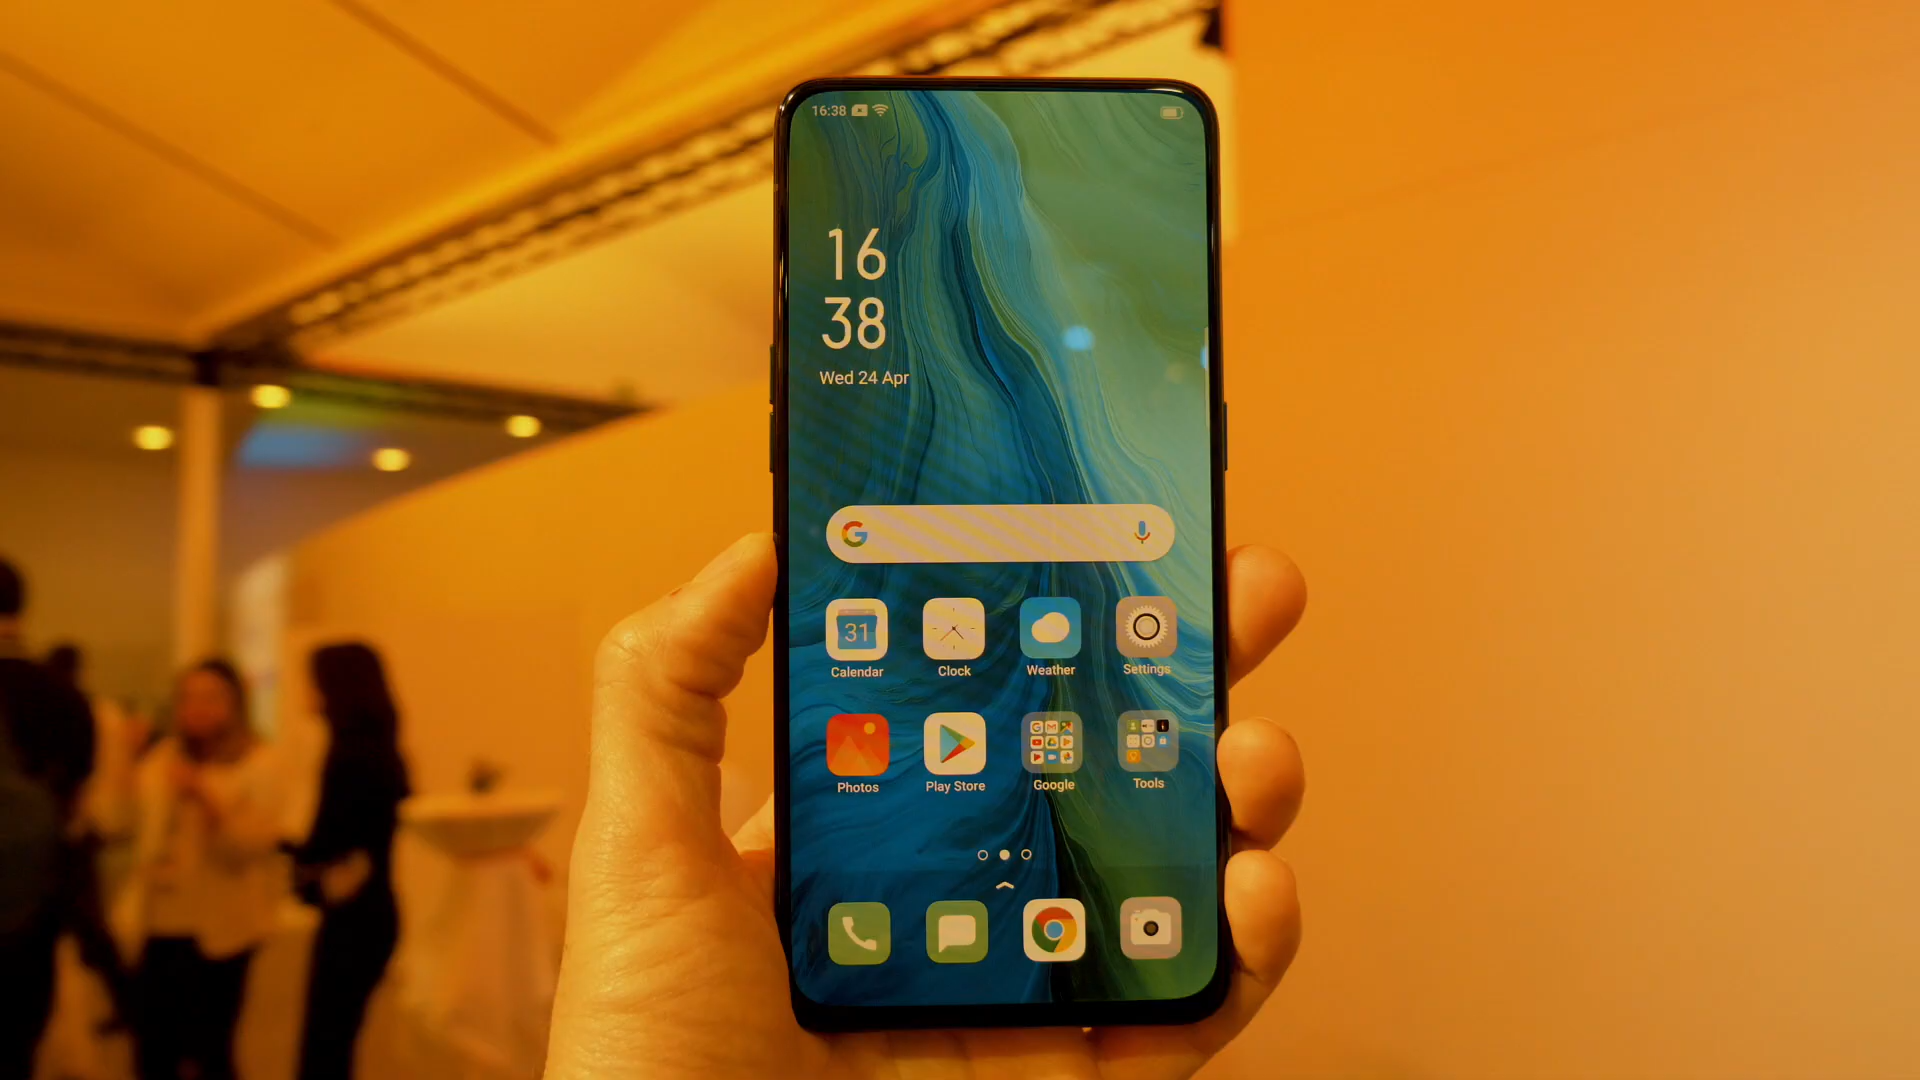 16:38
16
38
Wed 24 Apr
G
31
Calendar
Clock
Weather
Settings
Photos
Play Store
Google
Tools